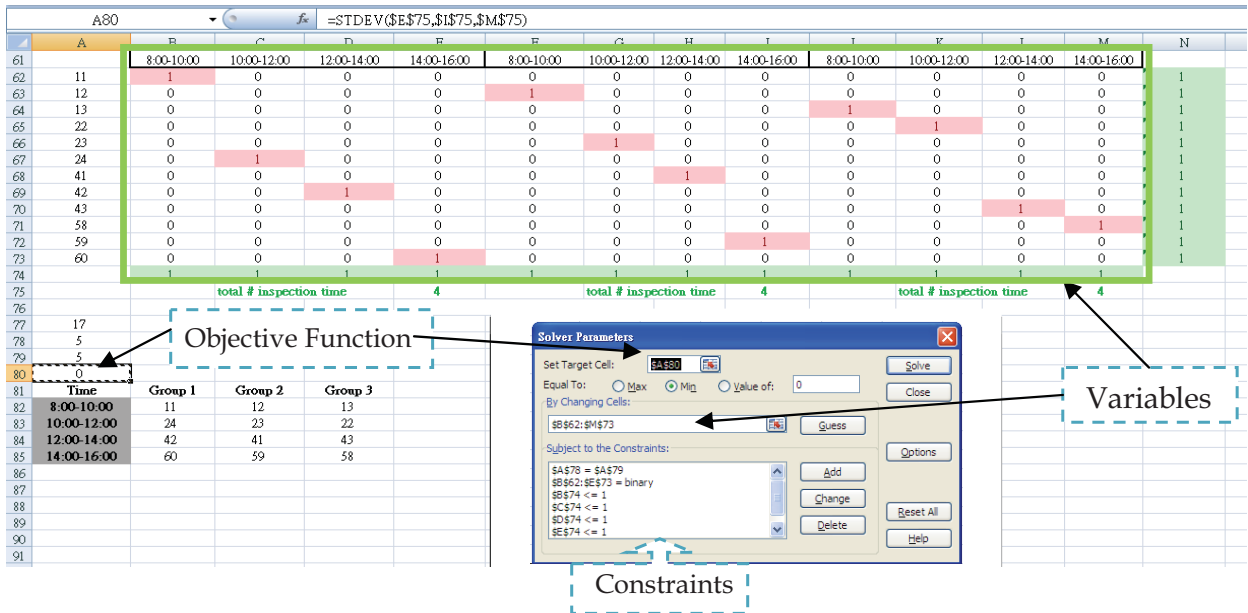 A80 fx =STDEV($E$75,$I$75,$M$75)
A B C D E F G H I J K L M N
61 8:00-10:00 10:00-12:00 12:00-14:00 14:00-16:00 8:00-10:00 10:00-12:00 12:00-14:00 14:00-16:00 8:00-10:00 10:00-12:00 12:00-14:00 14:00-16:00
62 11 1 0 0 0 0 0 0 0 0 0 0 0 1
63 12 0 0 0 0 1 0 0 0 0 0 0 0 1
64 13 0 0 0 0 0 0 0 0 1 0 0 0 1
65 22 0 0 0 0 0 0 0 0 0 1 0 0 1
66 23 0 0 0 0 0 1 0 0 0 0 0 0 1
67 24 0 1 0 0 0 0 0 0 0 0 0 0 1
68 41 0 0 0 0 0 0 1 0 0 0 0 0 1
69 42 0 0 1 0 0 0 0 0 0 0 0 0 1
70 43 0 0 0 0 0 0 0 0 0 0 1 0 1
71 58 0 0 0 0 0 0 0 0 0 0 0 1 1
72 59 0 0 0 0 0 0 0 1 0 0 0 0 1
73 60 0 0 0 1 0 0 0 0 0 0 0 0 1
74 1 1 1 1 1 1 1 1 1 1 1 1
75 total # inspection time 4 total # inspection time 4 total # inspection time 4
76
77 17
78 5
79 5
80 0
81 Time Group 1 Group 2 Group 3
82 8:00-10:00 11 12 13
83 10:00-12:00 24 23 22
84 12:00-14:00 42 41 43
85 14:00-16:00 60 59 58
86
87
88
89
90
91
Objective Function
Solver Parameters
Set Target Cell: $A$80 Solve
Equal To: Max Min Value of: 0 Close
By Changing Cells:
$B$62:$M$73 Guess
Subject to the Constraints: Options
$A$78 = $A$79 Add
$B$62:$E$73 = binary
$B$74 <= 1 Change
$C$74 <= 1
$D$74 <= 1 Delete Reset All
$E$74 <= 1 Help
Variables
Constraints